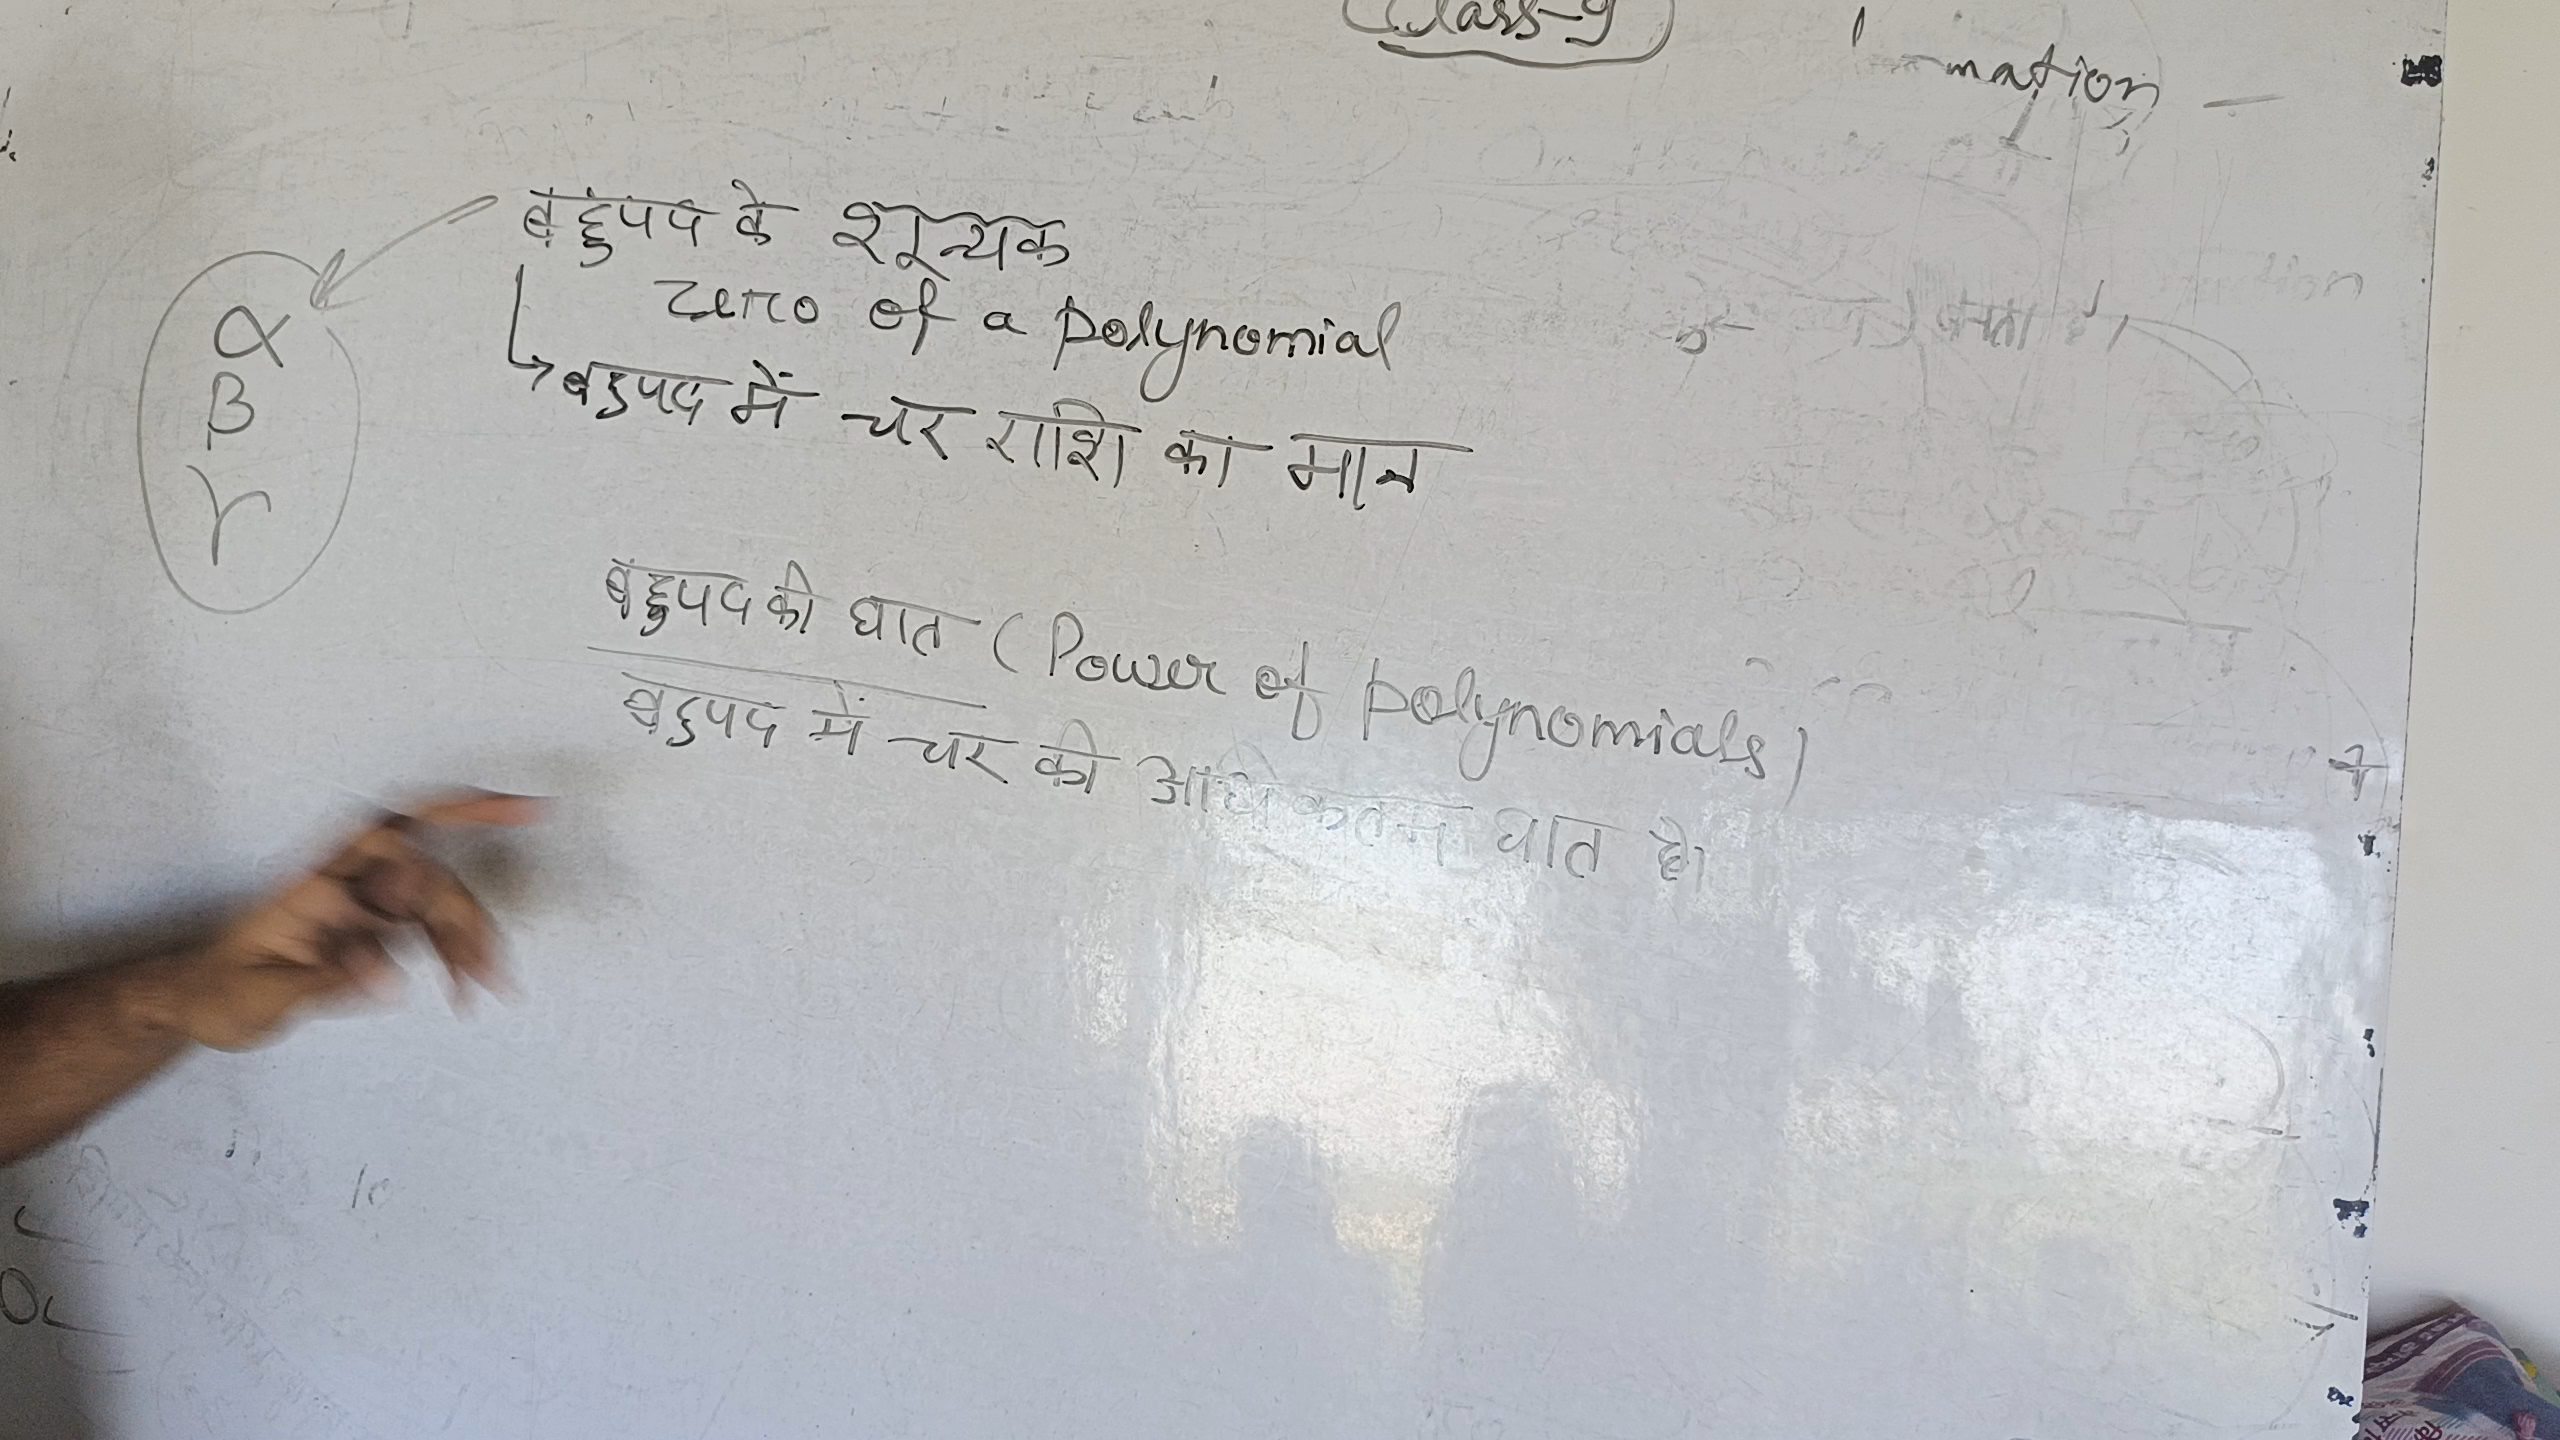 Class-9
mation
बहुपद के शून्यक
zero of a polynomial
α
β
γ
बहुपद में चर राशि का मान
बहुपद की घात (Power of polynomials)
बहुपद में चर की अधिकतम घात है।